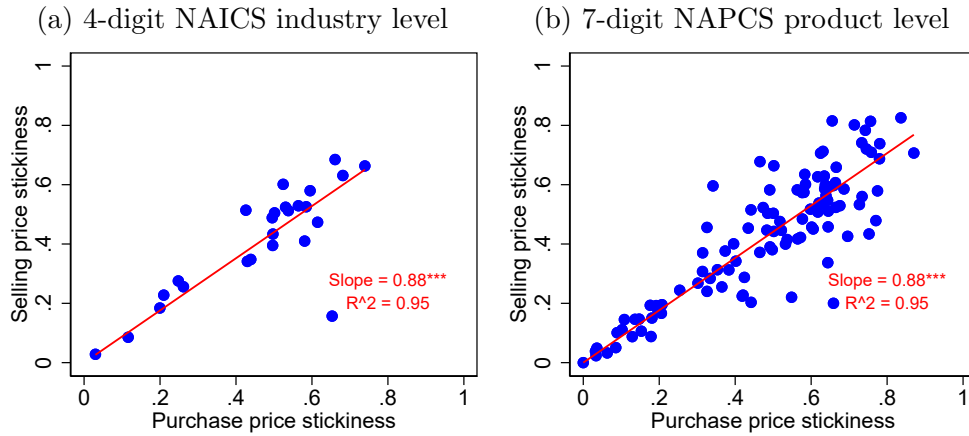 (a) 4-digit NAICS industry level
Selling price stickiness
1
.8
.6
.4
.2
0
Slope = 0.88***
R^2 = 0.95
0 .2 .4 .6 .8 1
Purchase price stickiness
(b) 7-digit NAPCS product level
Selling price stickiness
1
.8
.6
.4
.2
0
Slope = 0.88***
R^2 = 0.95
0 .2 .4 .6 .8 1
Purchase price stickiness